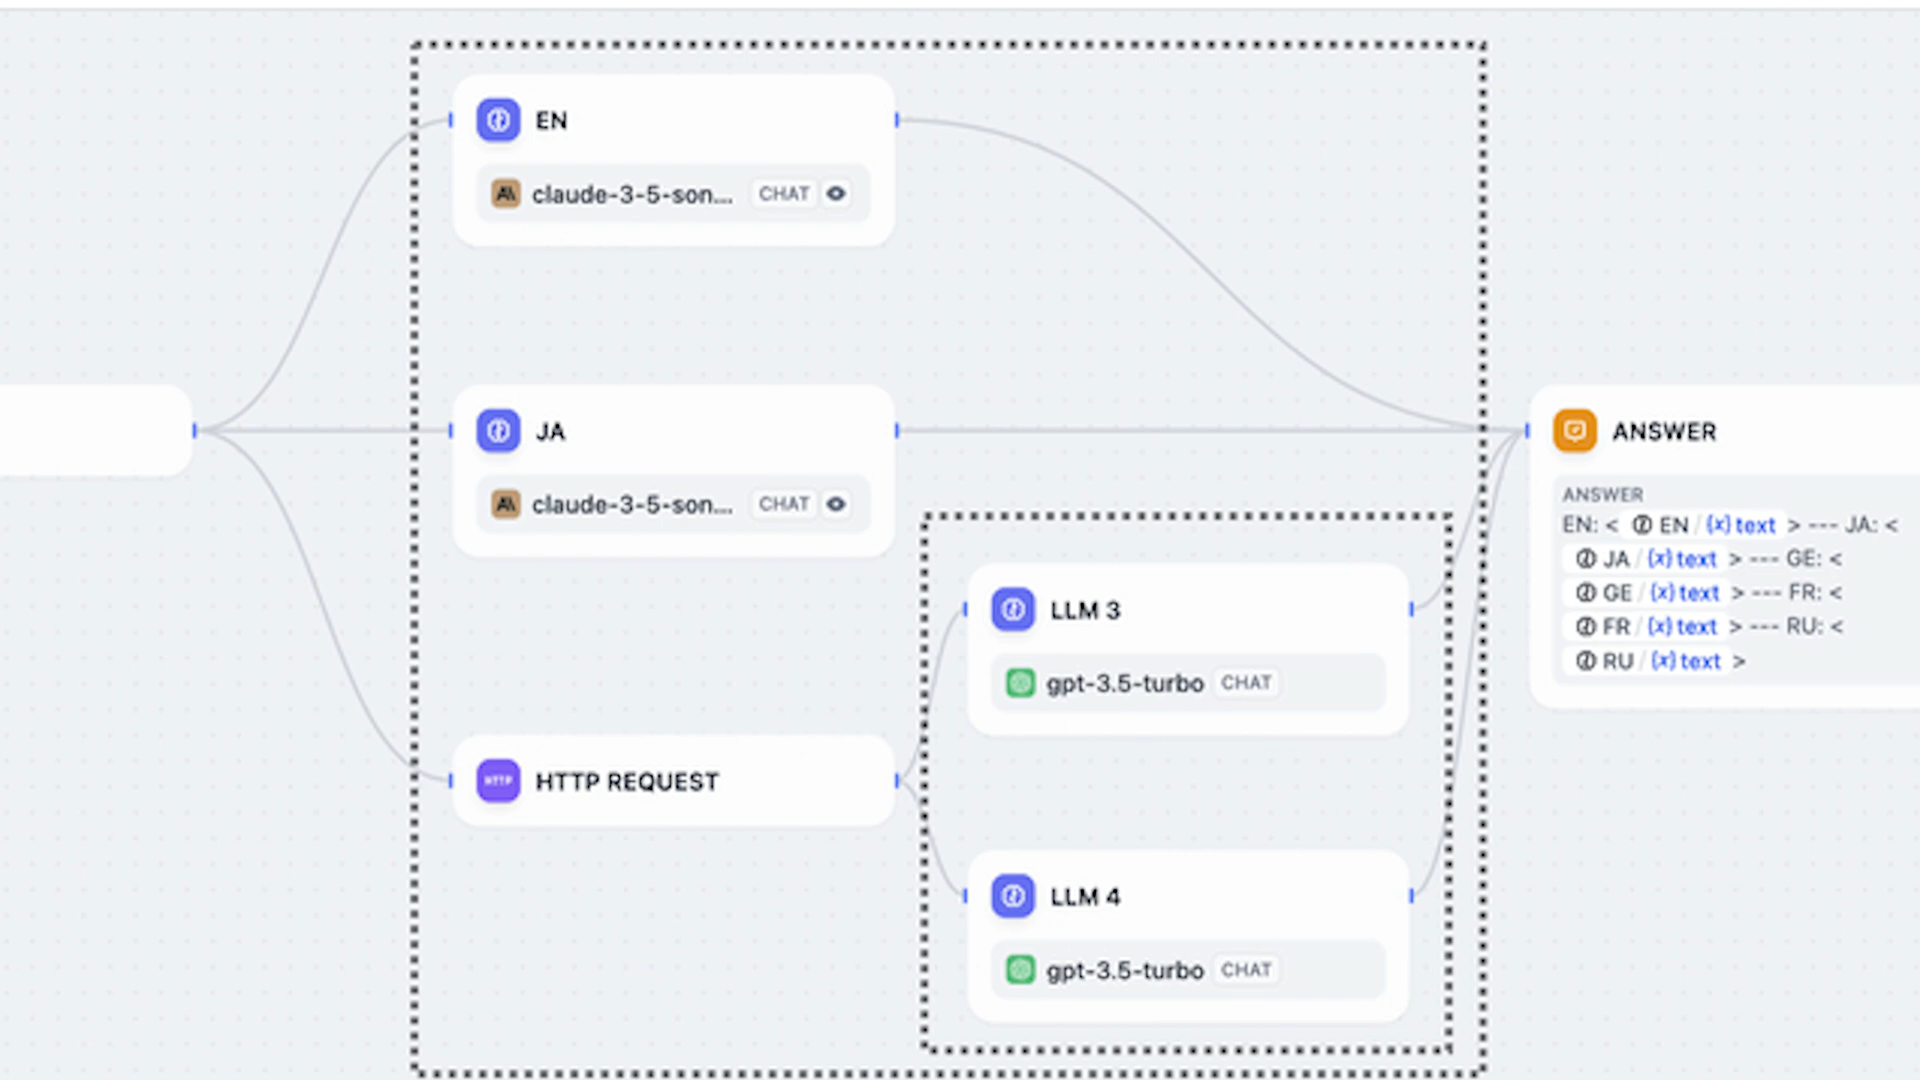 EN
claude-3-5-son... CHAT
JA
claude-3-5-son... CHAT
HTTP HTTP REQUEST
LLM 3
gpt-3.5-turbo CHAT
LLM 4
gpt-3.5-turbo CHAT
ANSWER
ANSWER
EN: < EN / {x} text > --- JA: <
JA / {x} text > --- GE: <
GE / {x} text > --- FR: <
FR / {x} text > --- RU: <
RU / {x} text >